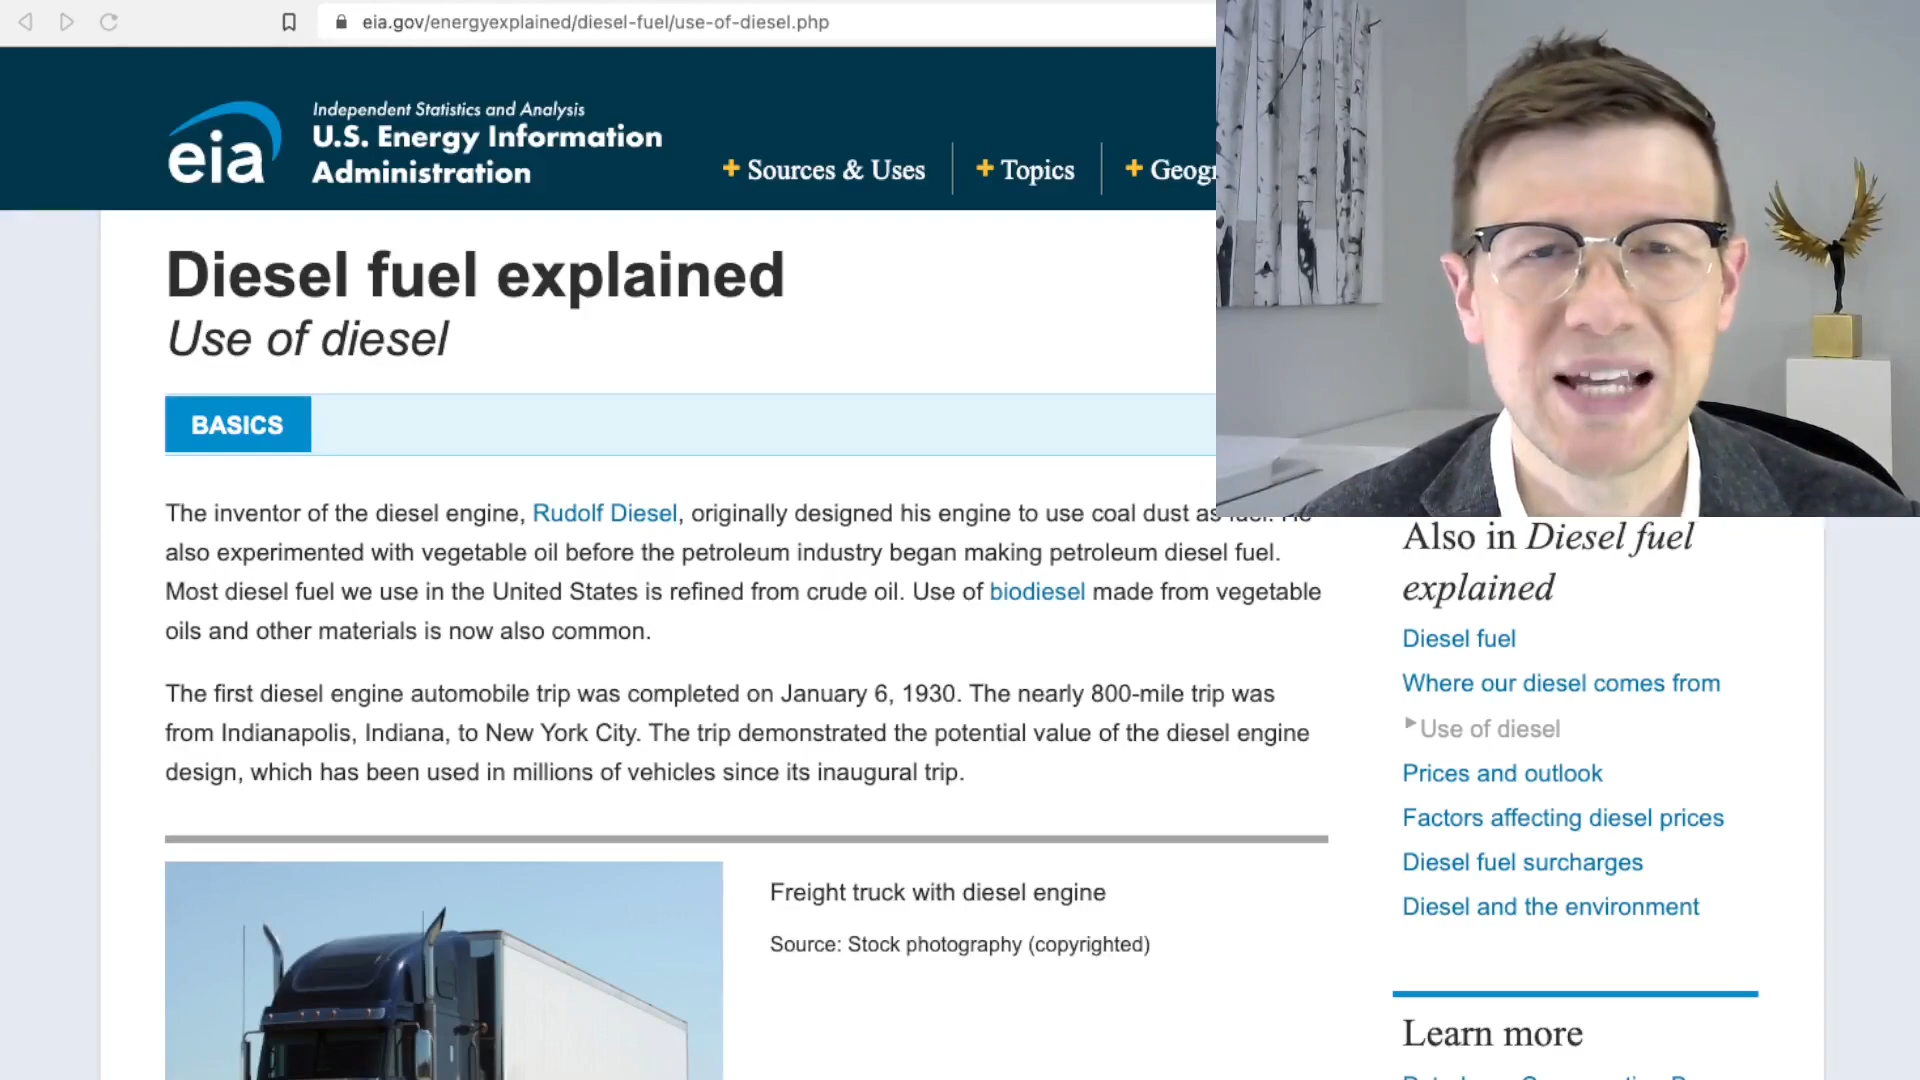 eia.gov/energyexplained/diesel-fuel/use-of-diesel.php
eia
Independent Statistics and Analysis
U.S. Energy Information
Administration
+ Sources & Uses
+ Topics
+ Geogr
Diesel fuel explained
Use of diesel
BASICS
The inventor of the diesel engine, Rudolf Diesel, originally designed his engine to use coal dust as fuel. He
also experimented with vegetable oil before the petroleum industry began making petroleum diesel fuel.
Most diesel fuel we use in the United States is refined from crude oil. Use of biodiesel made from vegetable
oils and other materials is now also common.
The first diesel engine automobile trip was completed on January 6, 1930. The nearly 800-mile trip was
from Indianapolis, Indiana, to New York City. The trip demonstrated the potential value of the diesel engine
design, which has been used in millions of vehicles since its inaugural trip.
Freight truck with diesel engine
Source: Stock photography (copyrighted)
Also in Diesel fuel
explained
Diesel fuel
Where our diesel comes from
Use of diesel
Prices and outlook
Factors affecting diesel prices
Diesel fuel surcharges
Diesel and the environment
Learn more